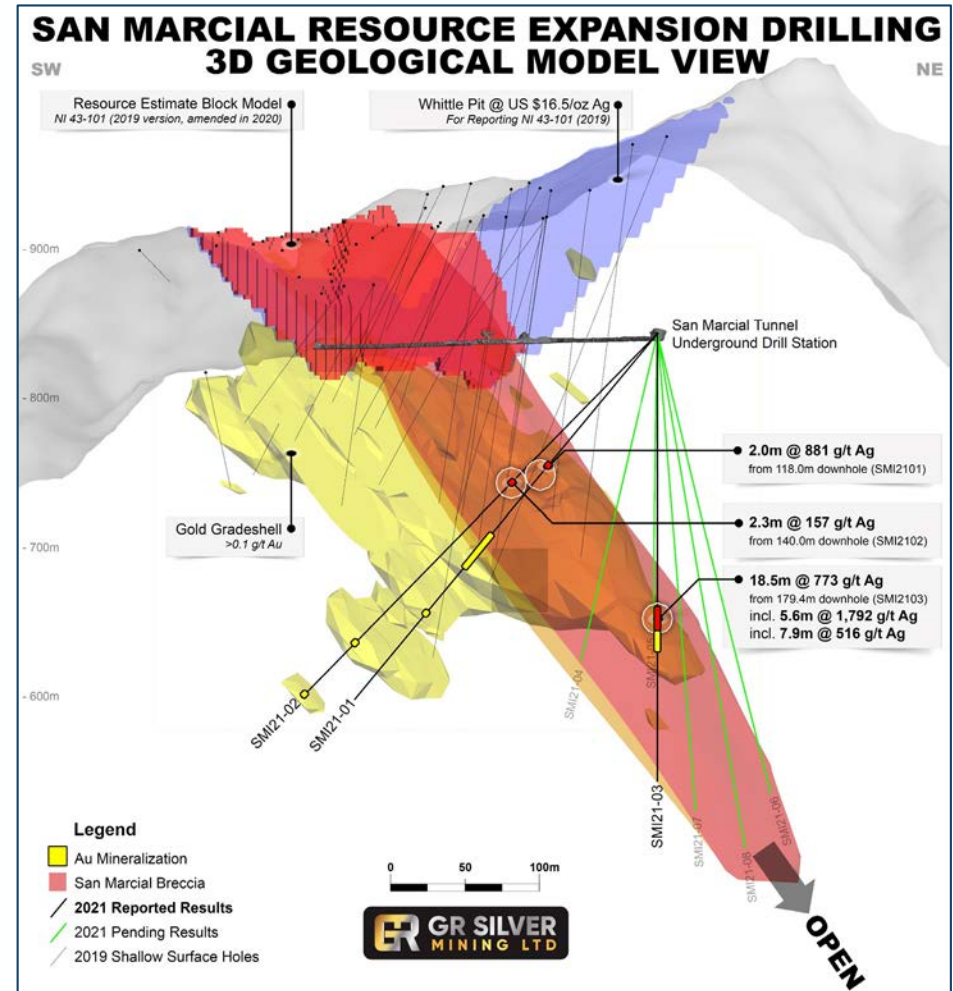 SAN MARCIAL RESOURCE EXPANSION DRILLING
3D GEOLOGICAL MODEL VIEW
SW
NE
Resource Estimate Block Model
NI 43-101 (2019 version, amended in 2020)
Whittle Pit @ US $16.5/oz Ag
For Reporting NI 43-101 (2019)
- 900m
San Marcial Tunnel
Underground Drill Station
- 800m
2.0m @ 881 g/t Ag
from 118.0m downhole (SMI2101)
2.3m @ 157 g/t Ag
from 140.0m downhole (SMI2102)
Gold Gradeshell
>0.1 g/t Au
- 700m
18.5m @ 773 g/t Ag
from 179.4m downhole (SMI2103)
incl. 5.6m @ 1,792 g/t Ag
incl. 7.9m @ 516 g/t Ag
- 600m
SMI21-02
SMI21-01
SMI21-04
SMI21-05
SMI21-03
SMI21-07
SMI21-08
SMI21-06
OPEN
Legend
Au Mineralization
San Marcial Breccia
2021 Reported Results
2021 Pending Results
2019 Shallow Surface Holes
0 50 100m
GR GR SILVER
MINING LTD